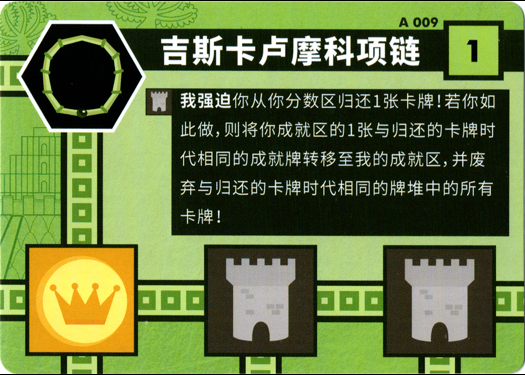 A 009
吉斯卡卢摩科项链
1
我强迫你从你分数区归还1张卡牌！若你如
此做，则将你成就区的1张与归还的卡牌时
代相同的成就牌转移至我的成就区，并废
弃与归还的卡牌时代相同的牌堆中的所有
卡牌！